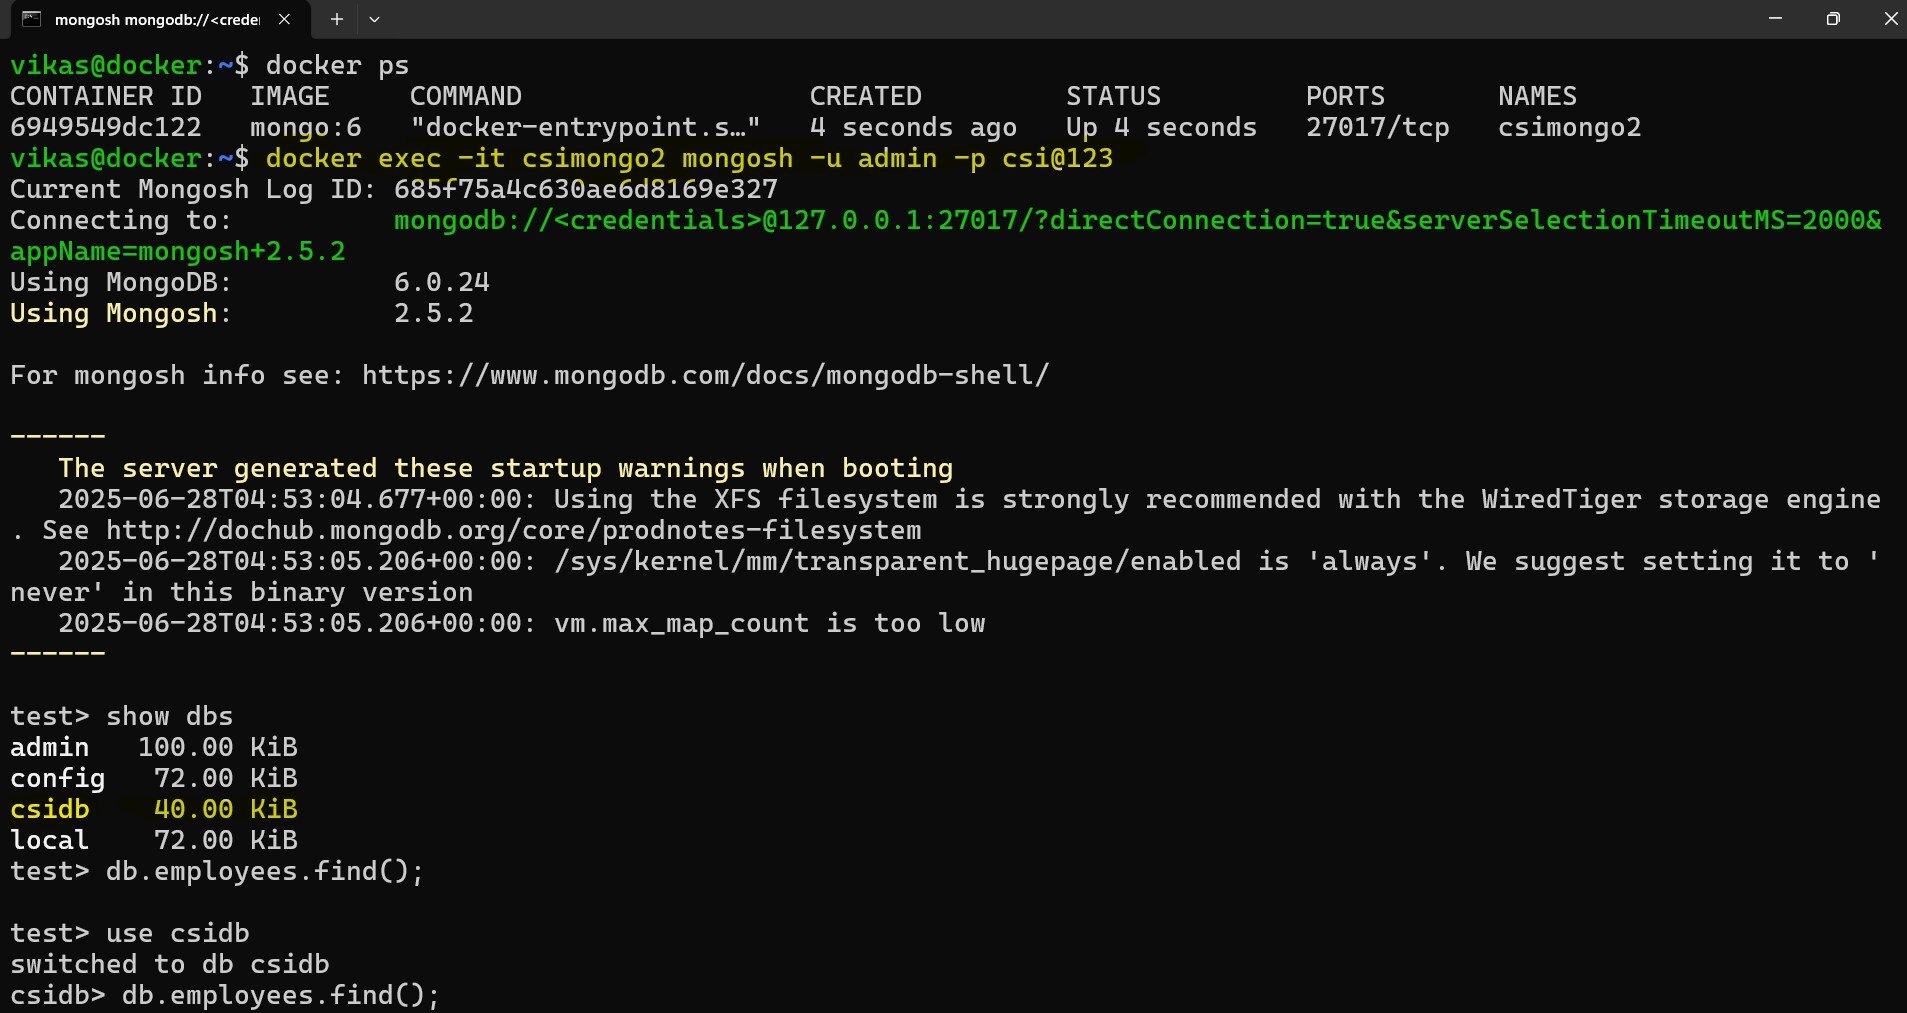 mongosh mongodb://<crede
vikas@docker:~$ docker ps
CONTAINER ID   IMAGE     COMMAND                  CREATED         STATUS         PORTS       NAMES
6949549dc122   mongo:6   "docker-entrypoint.s…"   4 seconds ago   Up 4 seconds   27017/tcp   csimongo2
vikas@docker:~$ docker exec -it csimongo2 mongosh -u admin -p csi@123
Current Mongosh Log ID: 685f75a4c630ae6d8169e327
Connecting to:          mongodb://<credentials>@127.0.0.1:27017/?directConnection=true&serverSelectionTimeoutMS=2000&
appName=mongosh+2.5.2
Using MongoDB:          6.0.24
Using Mongosh:          2.5.2
For mongosh info see: https://www.mongodb.com/docs/mongodb-shell/
------
   The server generated these startup warnings when booting
   2025-06-28T04:53:04.677+00:00: Using the XFS filesystem is strongly recommended with the WiredTiger storage engine
. See http://dochub.mongodb.org/core/prodnotes-filesystem
   2025-06-28T04:53:05.206+00:00: /sys/kernel/mm/transparent_hugepage/enabled is 'always'. We suggest setting it to '
never' in this binary version
   2025-06-28T04:53:05.206+00:00: vm.max_map_count is too low
------
test> show dbs
admin   100.00 KiB
config   72.00 KiB
csidb    40.00 KiB
local    72.00 KiB
test> db.employees.find();
test> use csidb
switched to db csidb
csidb> db.employees.find();